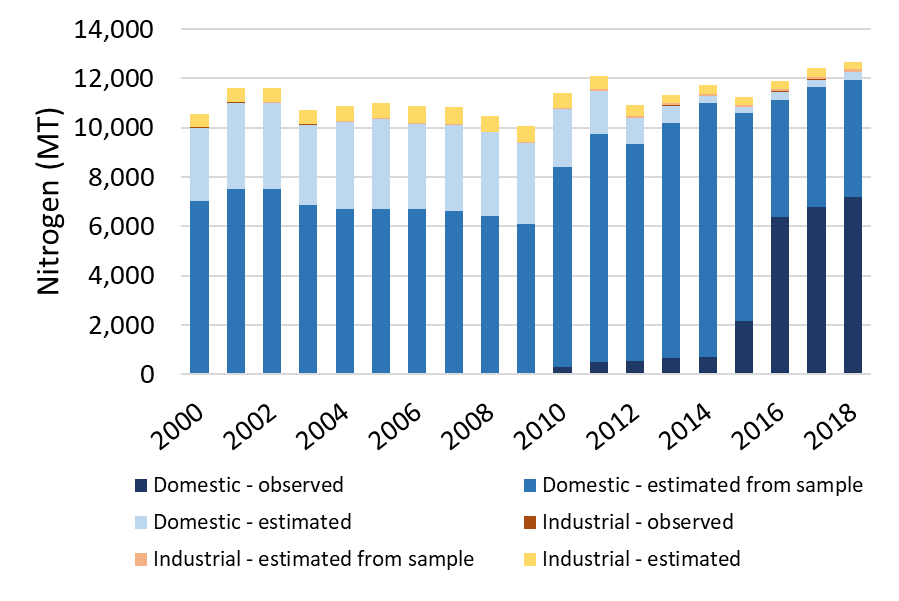 14,000
12,000
10,000
8,000
6,000
4,000
2,000
0
Nitrogen (MT)
2000 2002 2004 2006 2008 2010 2012 2014 2016 2018
Domestic - observed Domestic - estimated from sample
Domestic - estimated Industrial - observed
Industrial - estimated from sample Industrial - estimated